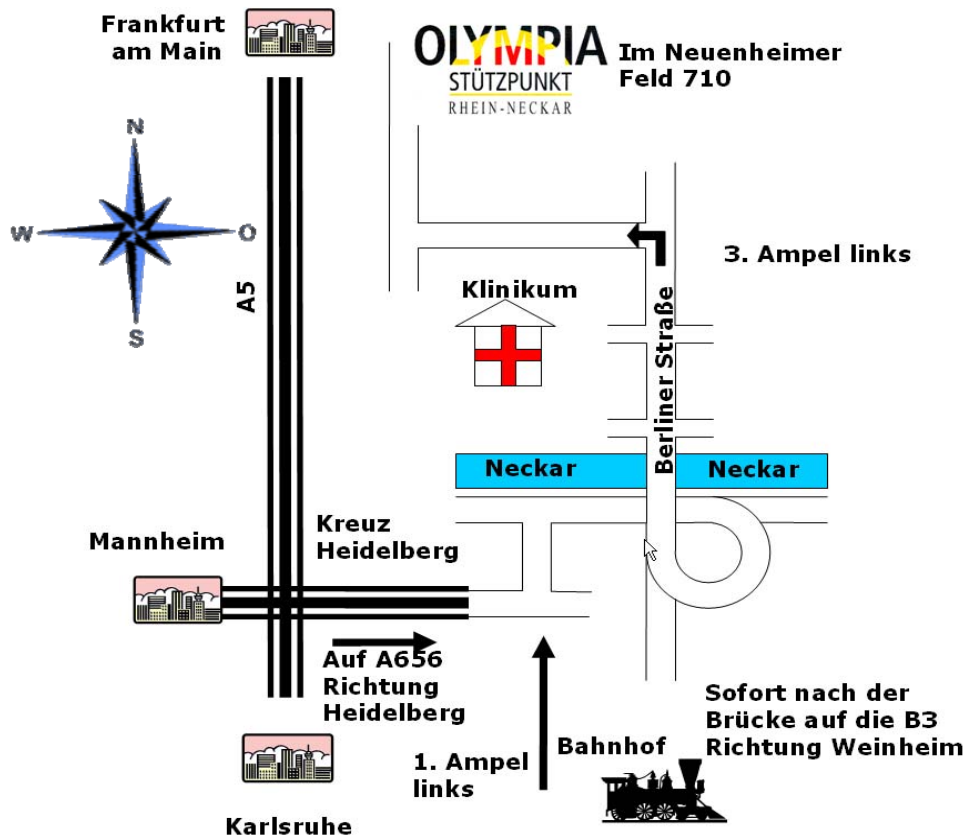 Frankfurt
am Main
OLYMPIA
STÜTZPUNKT
RHEIN-NECKAR
Im Neuenheimer
Feld 710
N
W
O
S
A5
3. Ampel links
Klinikum
Berliner Straße
Neckar
Neckar
Kreuz
Heidelberg
Mannheim
Auf A656
Richtung
Heidelberg
1. Ampel
links
Bahnhof
Sofort nach der
Brücke auf die B3
Richtung Weinheim
Karlsruhe